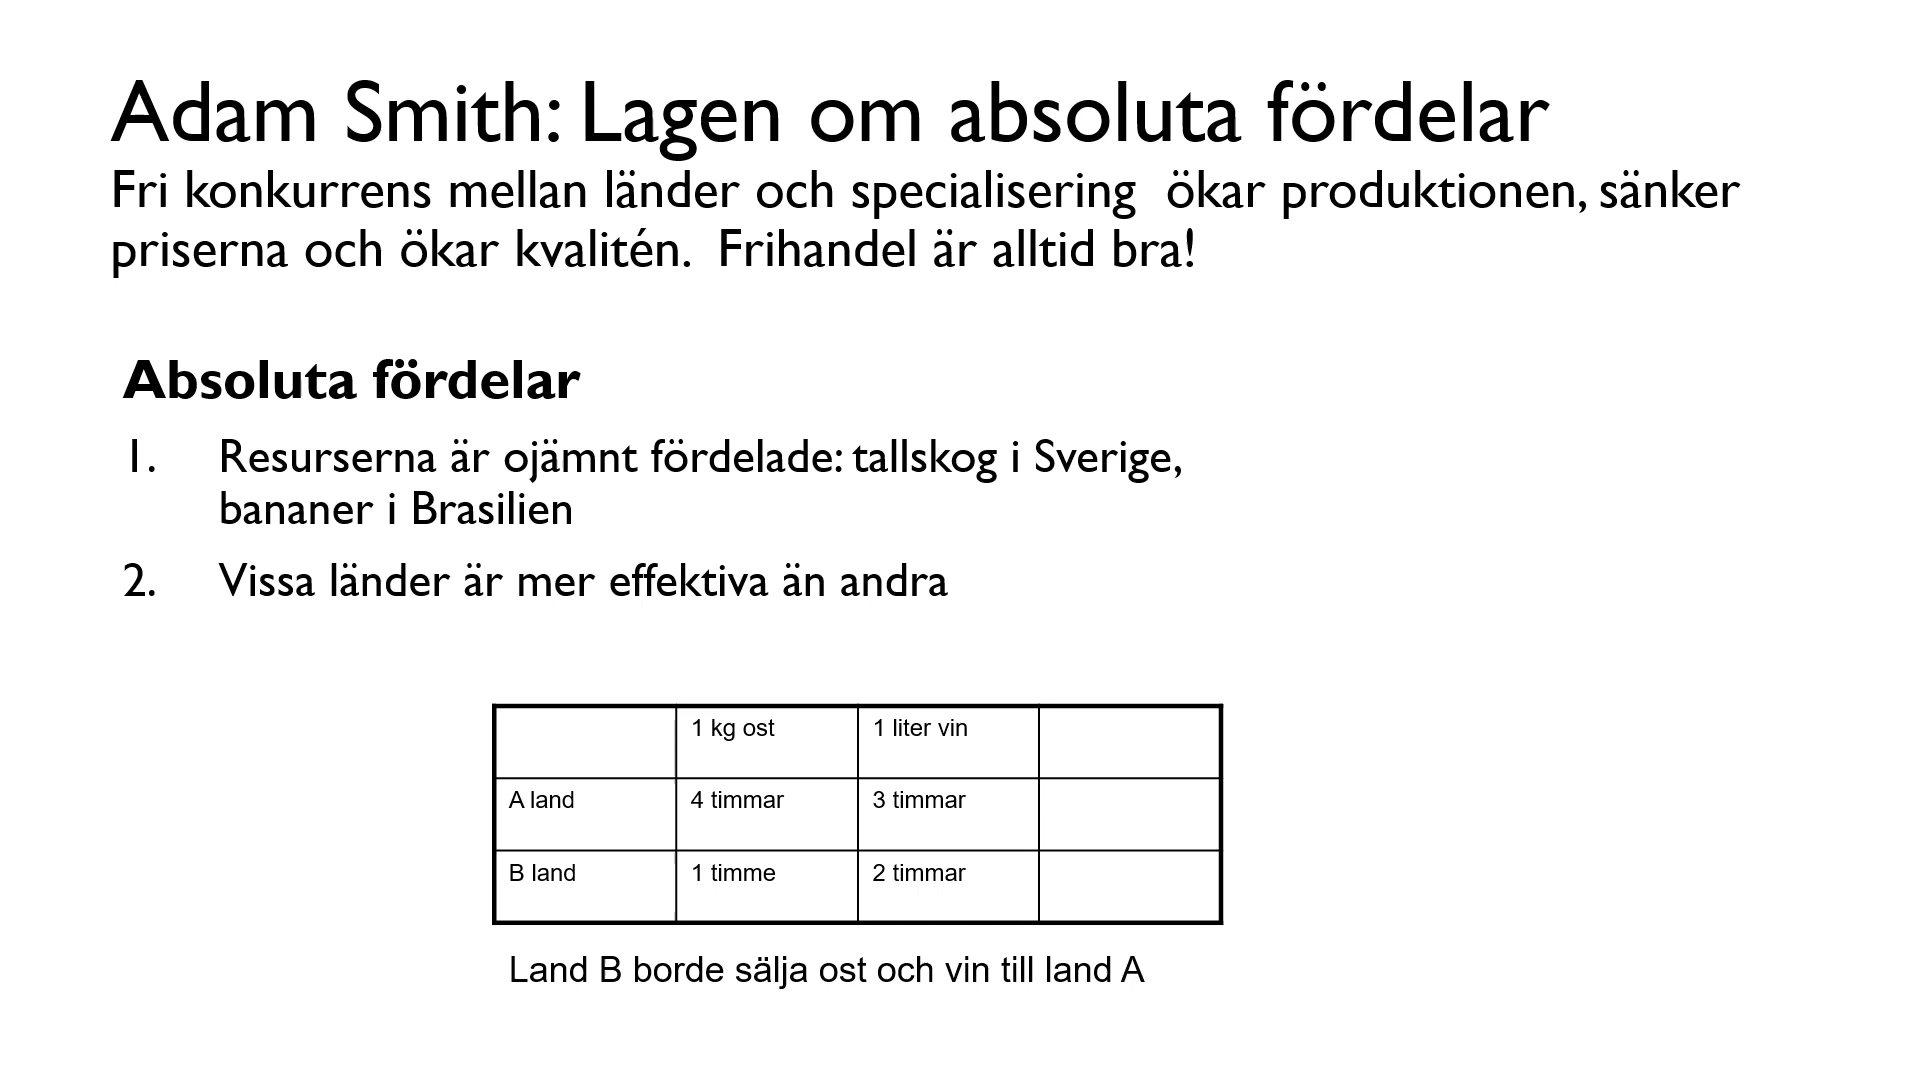 Adam Smith: Lagen om absoluta fördelar
Fri konkurrens mellan länder och specialisering  ökar produktionen, sänker
priserna och ökar kvalitén.  Frihandel är alltid bra!
Absoluta fördelar
1. Resurserna är ojämnt fördelade: tallskog i Sverige,
bananer i Brasilien
2. Vissa länder är mer effektiva än andra
1 kg ost 1 liter vin
A land 4 timmar 3 timmar
B land 1 timme 2 timmar
Land B borde sälja ost och vin till land A